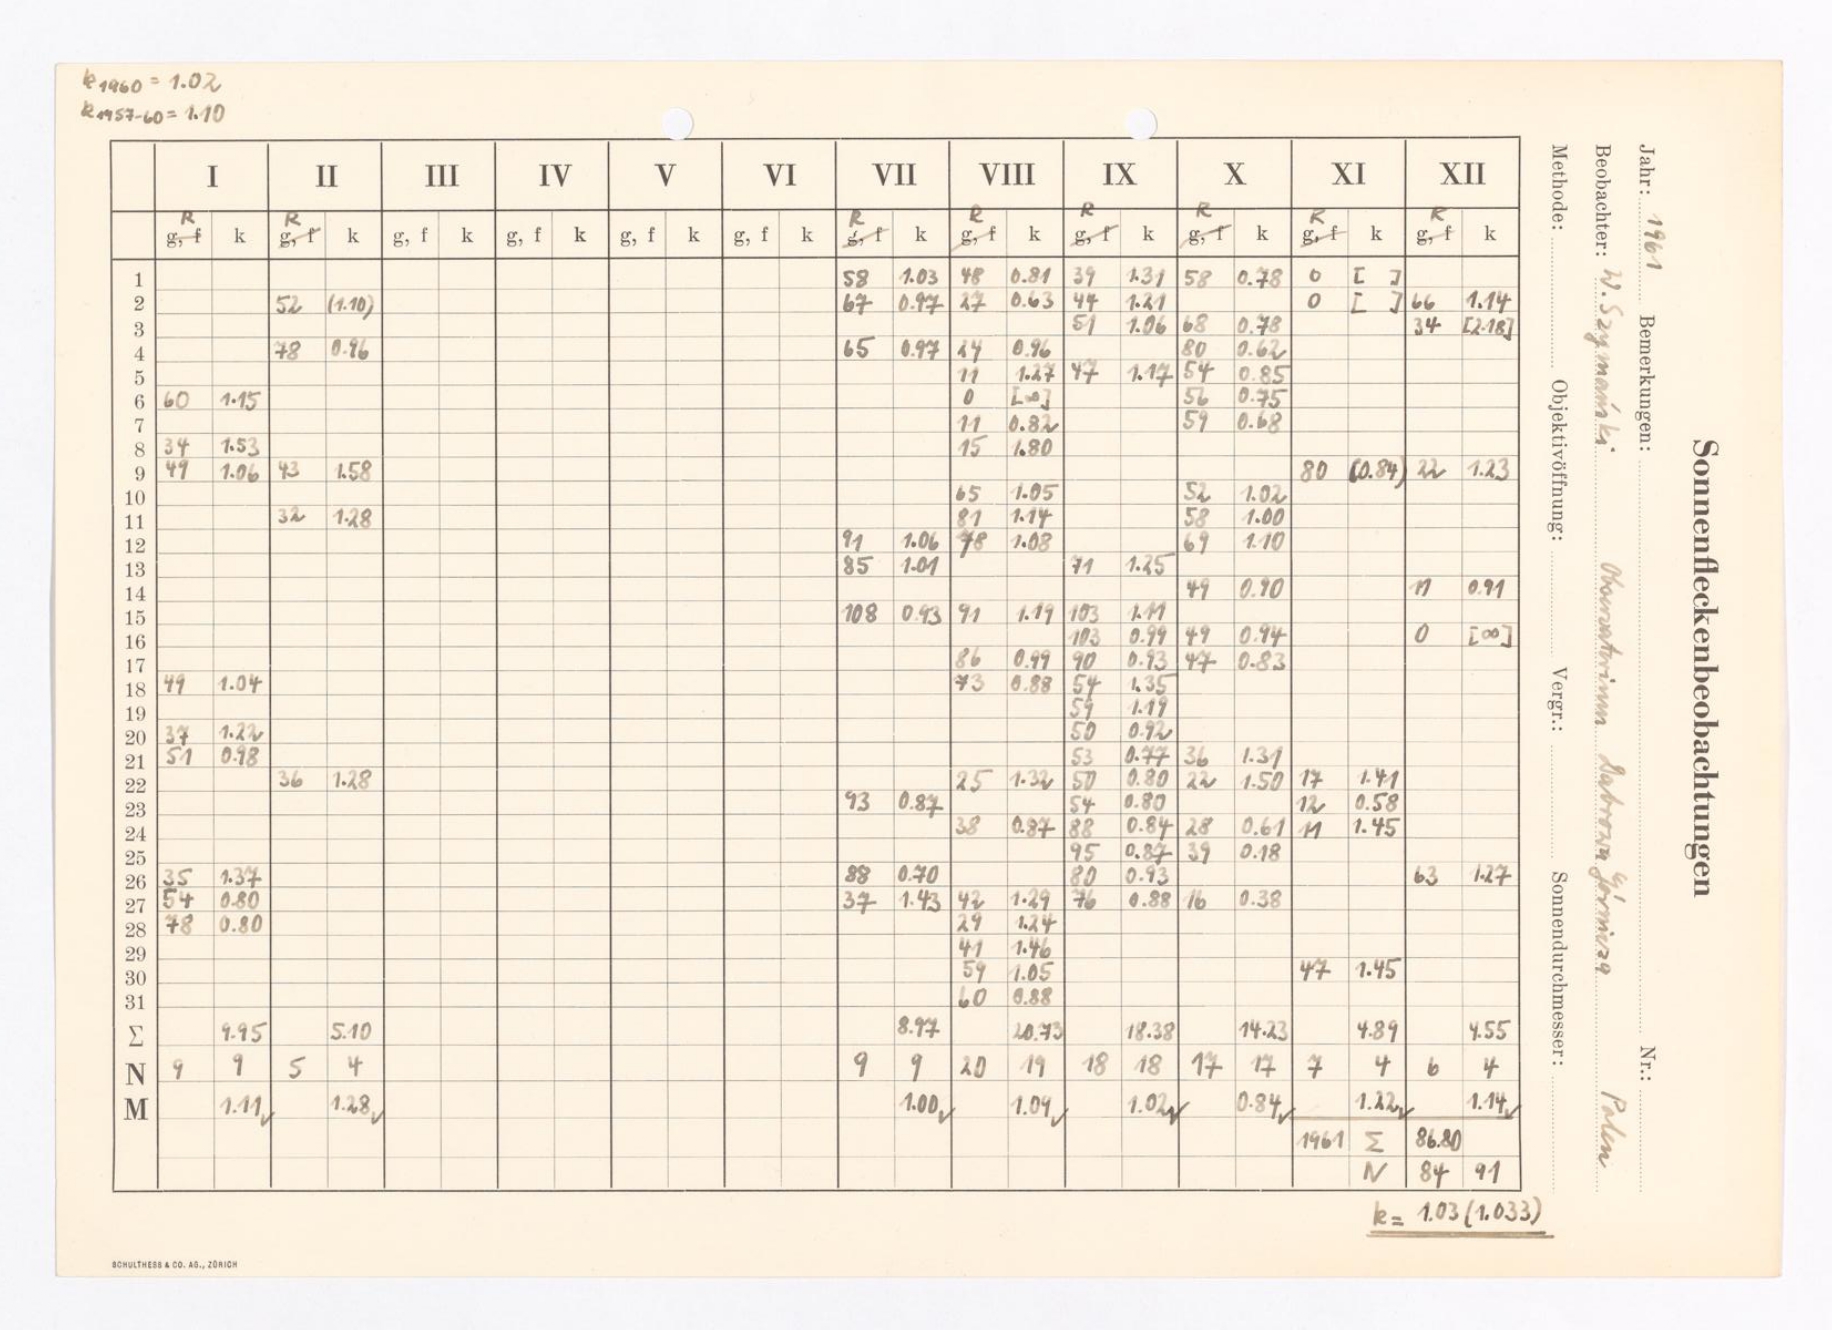 k1960 = 1.02
k1957-60 = 1.10
I II III IV V VI VII VIII IX X XI XII
R R R R R R R R
g, f k g, f k g, f k g, f k g, f k g, f k g, f k g, f k g, f k g, f k g, f k g, f k
1 58 1.03 48 0.81 39 1.31 58 0.78 0 [ ]
2 52 (1.10) 67 0.97 27 0.63 44 1.21 0 [ ] 66 1.14
3 51 1.06 68 0.78 34 [2.18]
4 78 0.96 65 0.97 24 0.96 80 0.62
5 11 1.27 47 1.17 54 0.85
6 60 1.15 0 [∞] 56 0.75
7 11 0.82 59 0.68
8 34 1.53 15 1.80
9 49 1.06 43 1.58 80 (0.84) 22 1.23
10 65 1.05 52 1.02
11 32 1.28 81 1.14 58 1.00
12 91 1.06 78 1.08 69 1.10
13 85 1.01 71 1.25
14 49 0.90 11 0.91
15 108 0.93 91 1.19 103 1.11
16 103 0.99 49 0.94 0 [∞]
17 86 0.99 90 0.93 47 0.83
18 49 1.04 73 0.88 54 1.35
19 59 1.19
20 37 1.22 50 0.92
21 51 0.98 53 0.77 36 1.31
22 36 1.28 25 1.32 50 0.80 22 1.50 17 1.41
23 93 0.87 54 0.80 12 0.58
24 38 0.87 88 0.84 28 0.61 11 1.45
25 95 0.87 39 0.18
26 35 1.37 88 0.70 80 0.93 63 1.27
27 54 0.80 37 1.43 42 1.29 76 0.88 16 0.38
28 78 0.80 29 1.24
29 41 1.46
30 59 1.05 47 1.45
31 60 0.88
Σ 9.95 5.10 8.97 20.73 18.38 14.23 4.89 4.55
N 9 9 5 4 9 9 20 19 18 18 17 17 7 4 6 4
M 1.11✓ 1.28✓ 1.00✓ 1.09✓ 1.02✓ 0.84✓ 1.22✓ 1.14✓
1961 Σ 86.80
N 84 91
k = 1.03 (1.033)
SCHULTHESS & CO. AG., ZÜRICH
Sonnenfleckenbeobachtungen
Jahr: 1961 Bemerkungen: Nr.:
Beobachter: W. Szymański Observatorium Dabrowa Górnicza Polen
Methode: Objektivöffnung: Vergr.: Sonnendurchmesser: